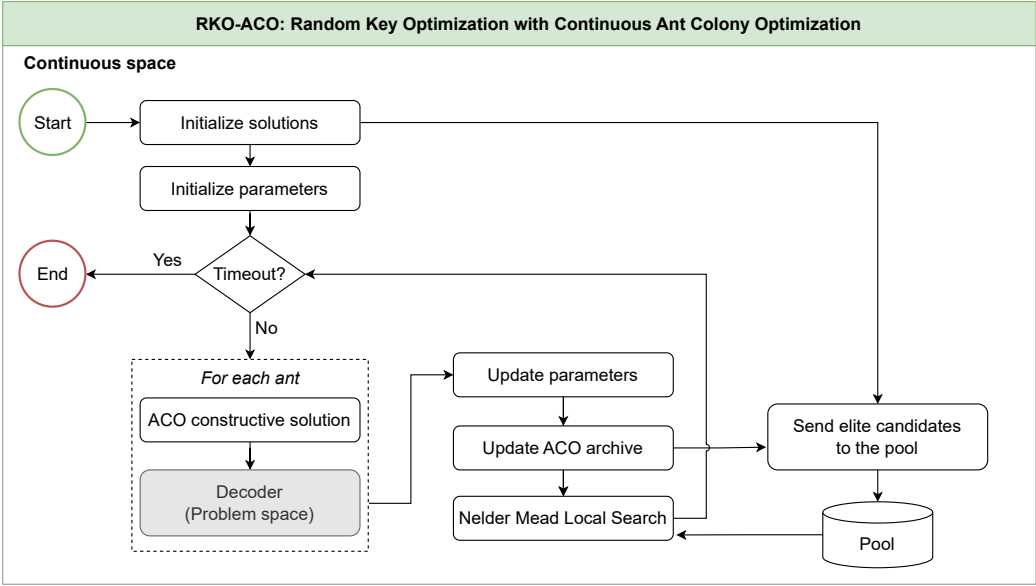 RKO-ACO: Random Key Optimization with Continuous Ant Colony Optimization
Continuous space
Start
Initialize solutions
Initialize parameters
End
Yes
Timeout?
No
For each ant
ACO constructive solution
Decoder
(Problem space)
Update parameters
Update ACO archive
Nelder Mead Local Search
Send elite candidates
to the pool
Pool